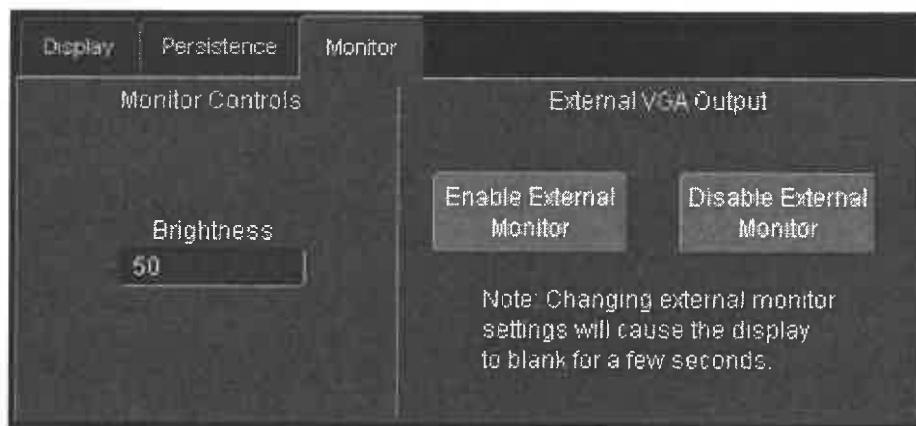 Display
Persistence
Monitor
Monitor Controls
Brightness
50
External VGA Output
Enable External
Monitor
Disable External
Monitor
Note: Changing external monitor
settings will cause the display
to blank for a few seconds.